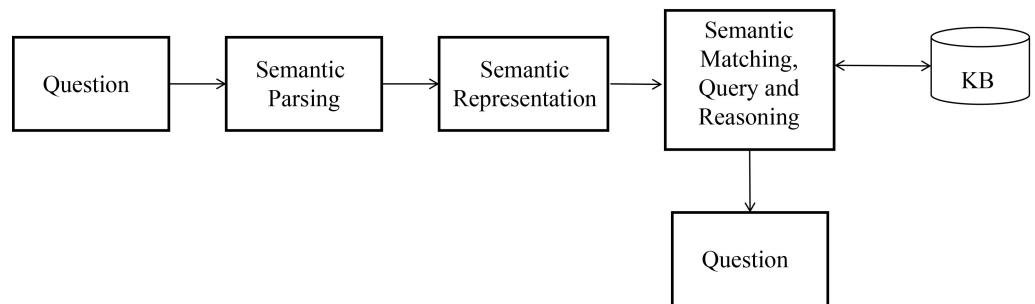 Question
Semantic
Parsing
Semantic
Representation
Semantic
Matching,
Query and
Reasoning
KB
Question